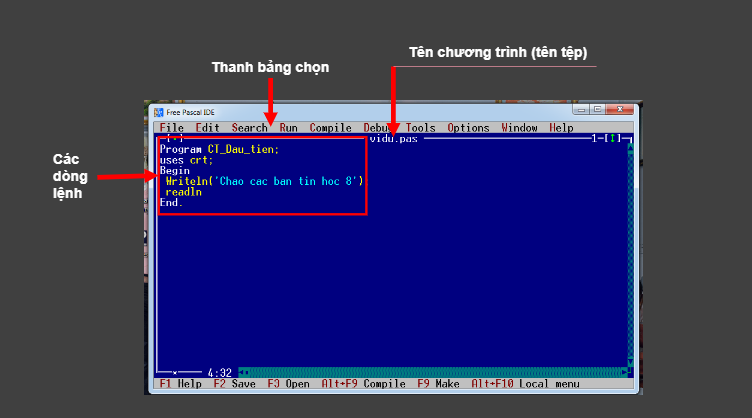 Tên chương trình (tên tệp)
Thanh bảng chọn
Free Pascal IDE
File Edit Search Run Compile Debug Tools Options Window Help
vidu.pas 1
Các
dòng
lệnh
Program CT_Dau_tien;
uses crt;
Begin
Writeln('Chao cac ban tin hoc 8')
readln
End.
4:32
F1 Help F2 Save F3 Open Alt+F9 Compile F9 Make Alt+F10 Local menu